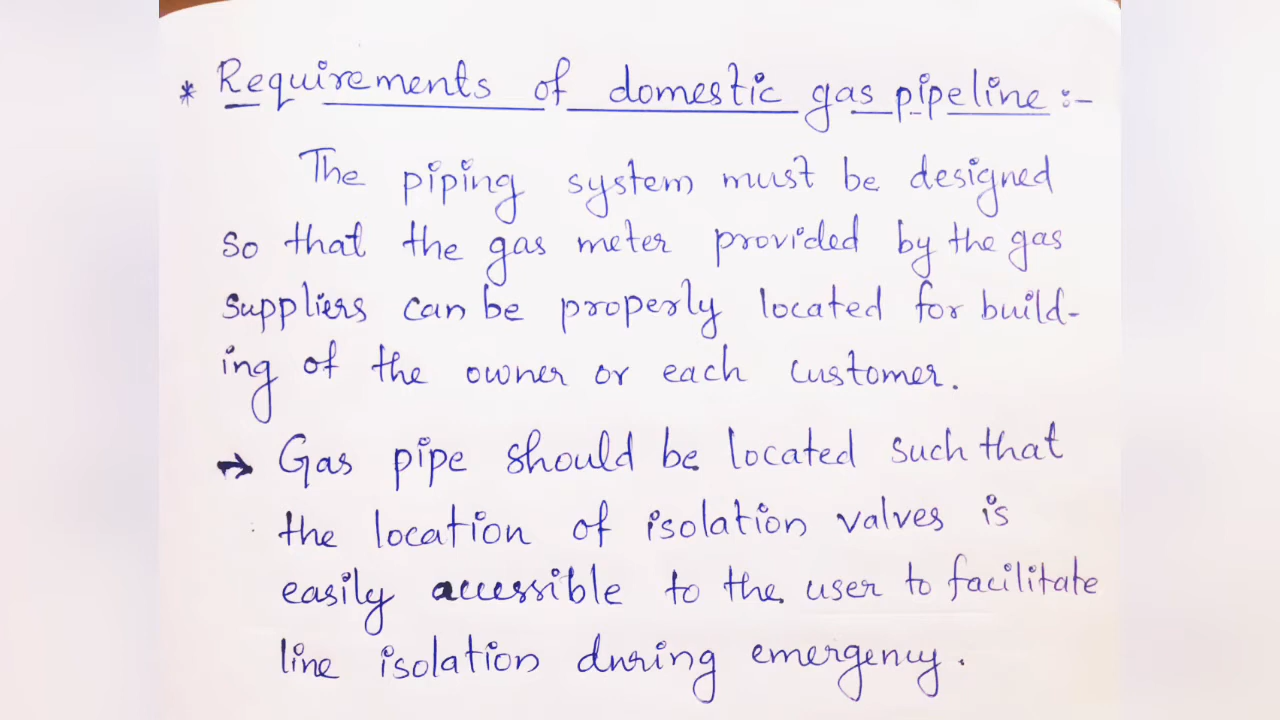 * Requirements of domestic gas pipeline :-
The piping system must be designed
so that the gas meter provided by the gas
suppliers can be properly located for build-
ing of the owner or each customer.
→ Gas pipe should be located such that
the location of isolation valves is
easily accessible to the user to facilitate
line isolation during emergency.